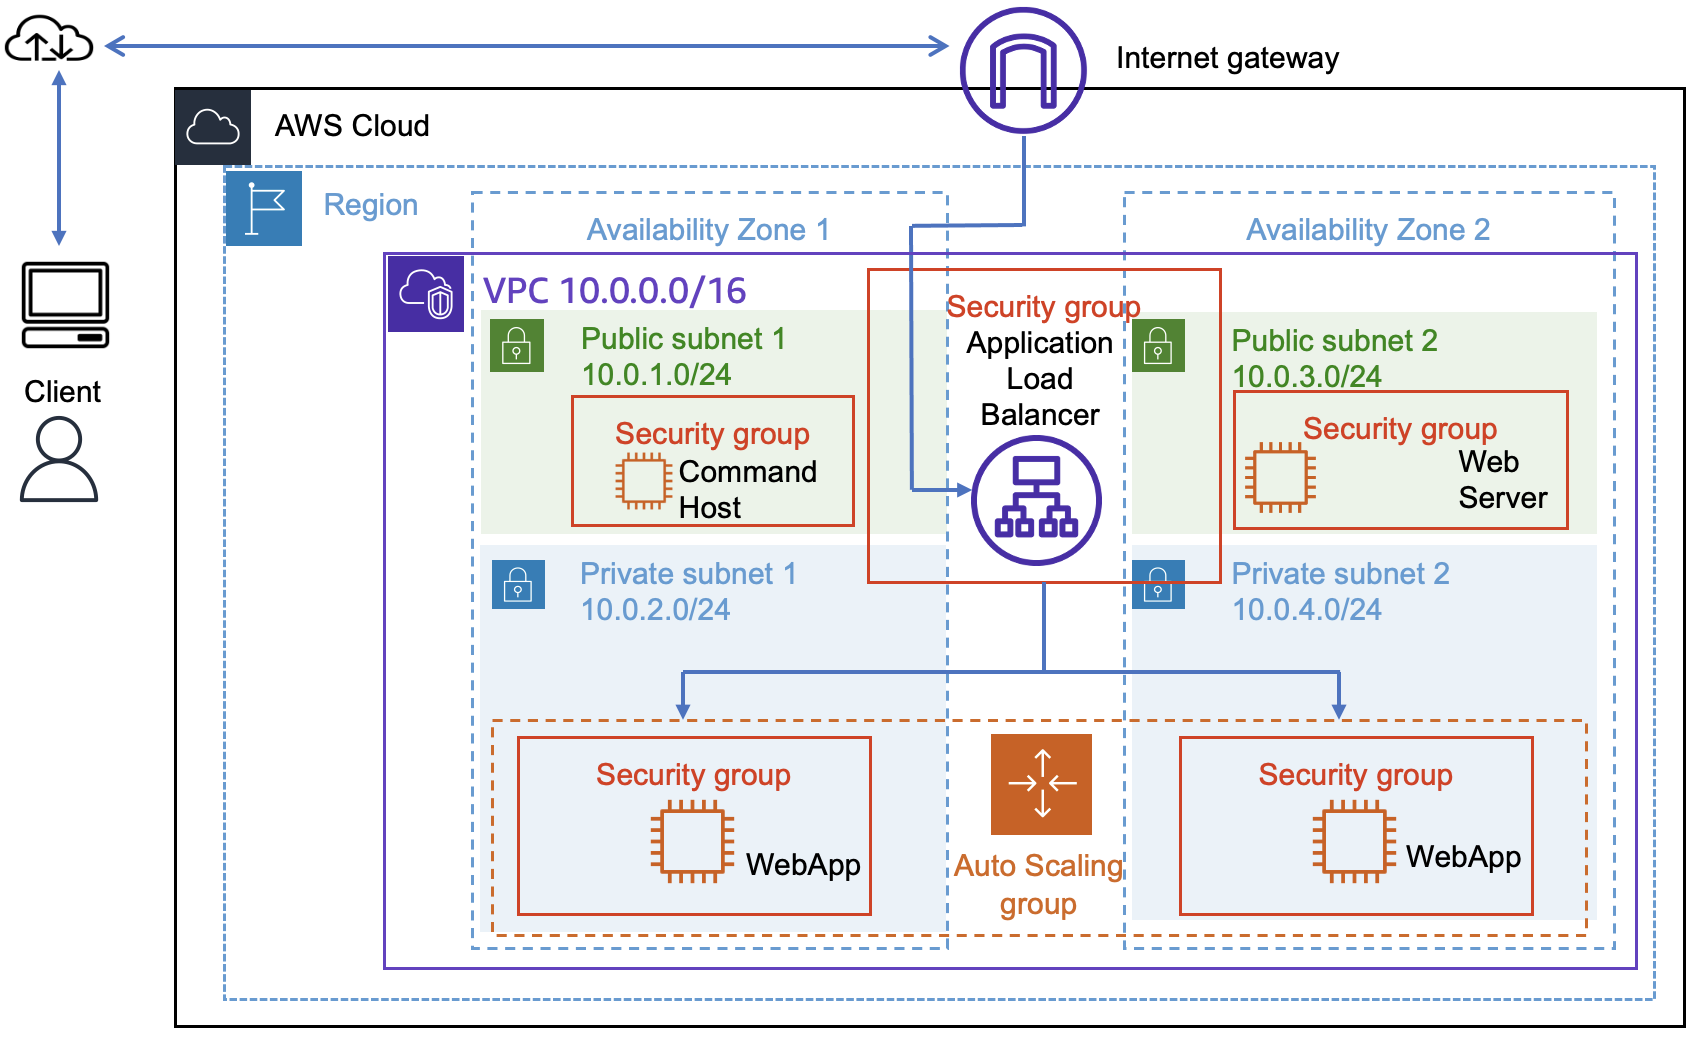 Internet gateway
AWS Cloud
Region
Availability Zone 1
Availability Zone 2
VPC 10.0.0.0/16
Client
Public subnet 1
10.0.1.0/24
Security group
Command
Host
Security group
Application
Load
Balancer
Public subnet 2
10.0.3.0/24
Security group
Web
Server
Private subnet 1
10.0.2.0/24
Private subnet 2
10.0.4.0/24
Security group
WebApp
Auto Scaling
group
Security group
WebApp